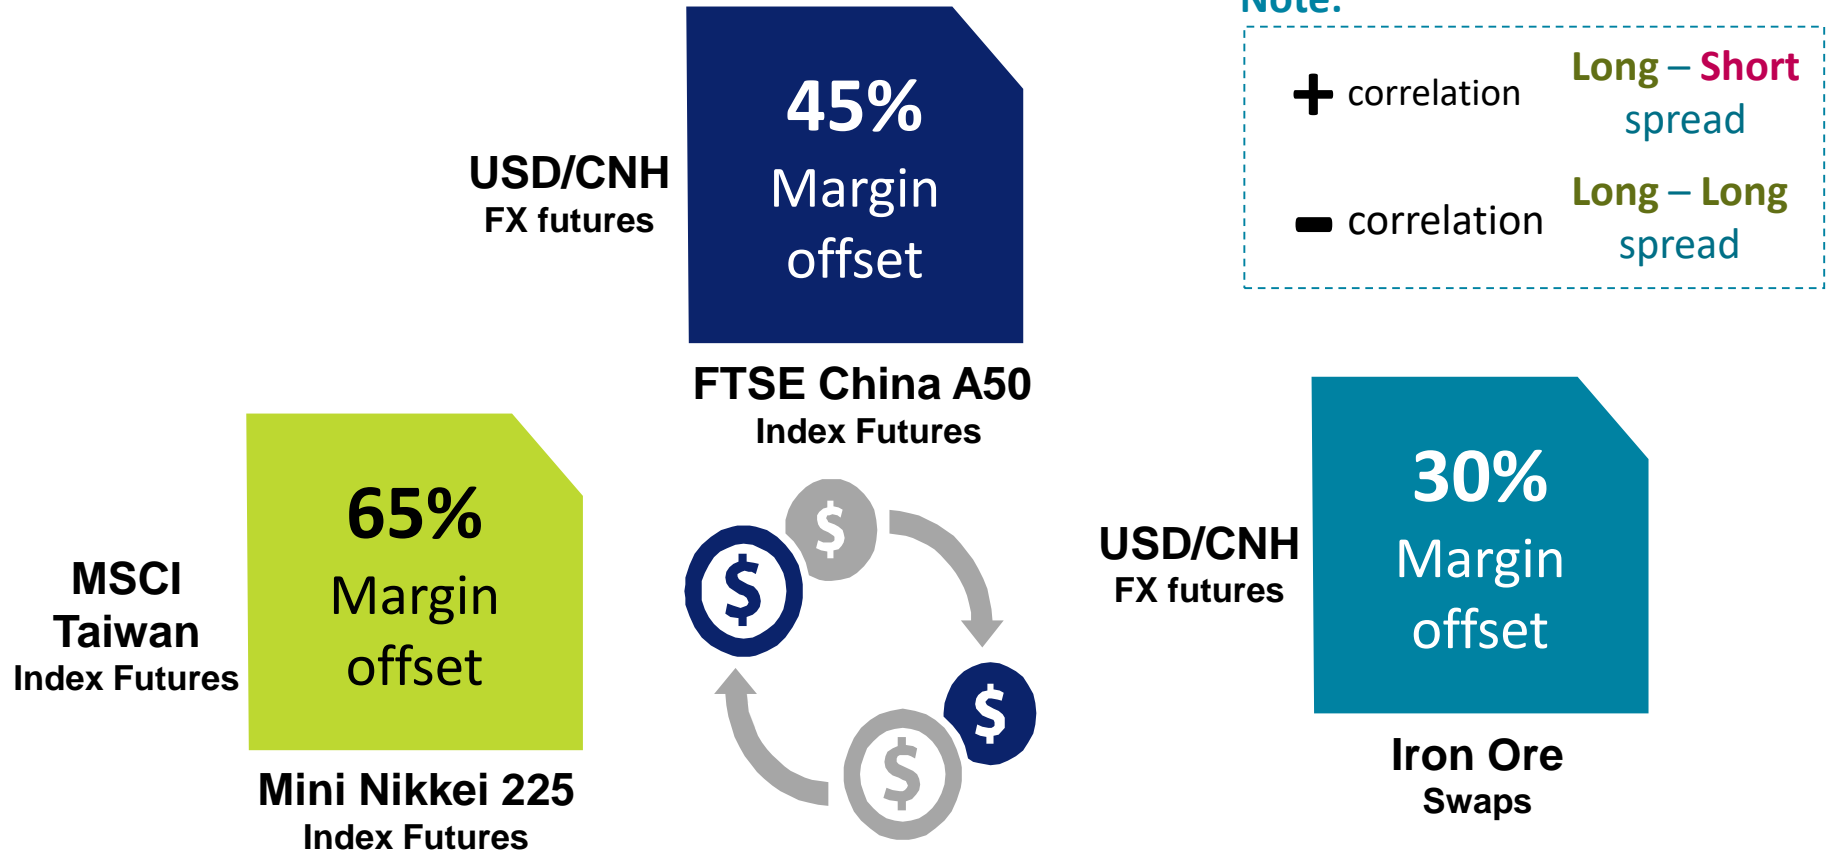 Note:
+ correlation
Long – Short
spread
- correlation
Long – Long
spread
USD/CNH
FX futures
45%
Margin
offset
FTSE China A50
Index Futures
MSCI
Taiwan
Index Futures
65%
Margin
offset
Mini Nikkei 225
Index Futures
$
$
$
$
USD/CNH
FX futures
30%
Margin
offset
Iron Ore
Swaps